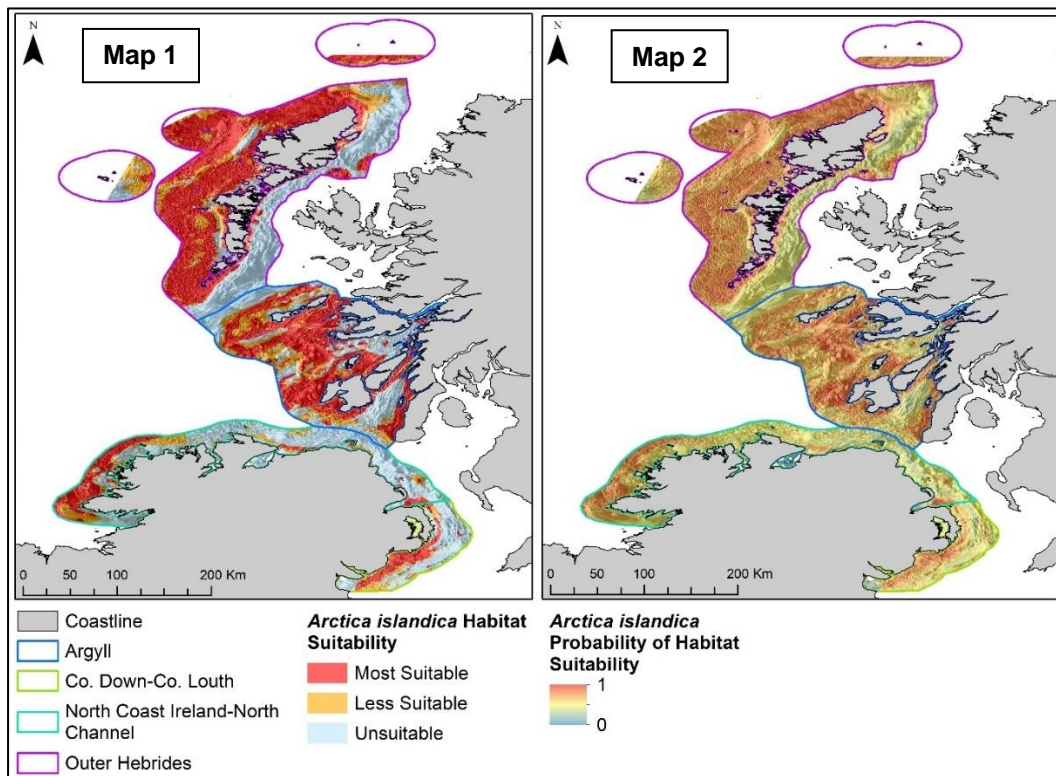 N
Map 1
0 50 100 200 Km
N
Map 2
0 50 100 200 Km
Coastline
Argyll
Co. Down-Co. Louth
North Coast Ireland-North
Channel
Outer Hebrides
Arctica islandica Habitat
Suitability
Most Suitable
Less Suitable
Unsuitable
Arctica islandica
Probability of Habitat
Suitability
1
0